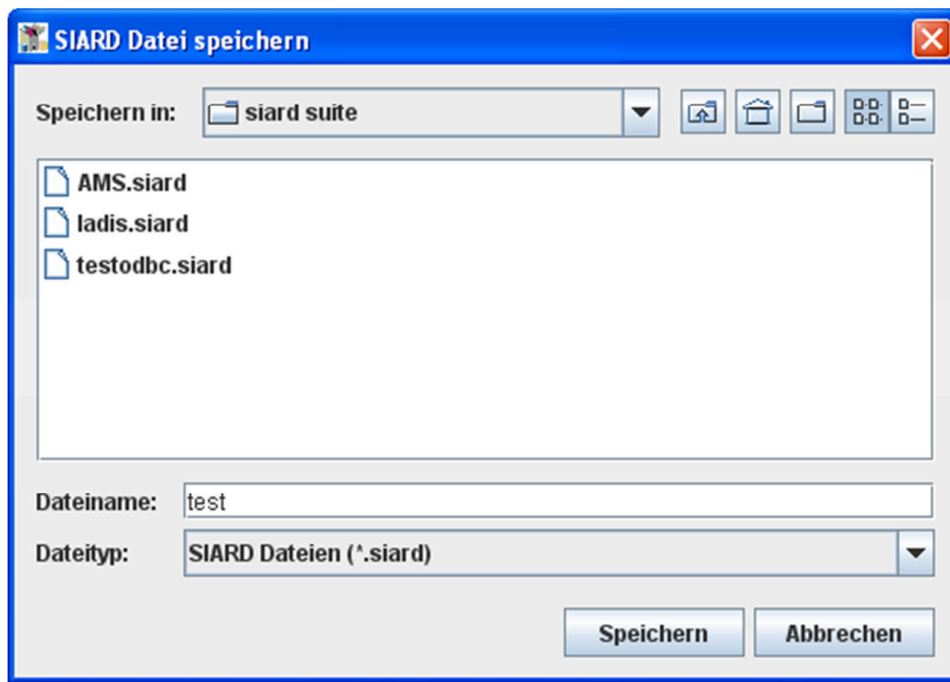 SIARD Datei speichern
Speichern in: siard suite
AMS.siard
ladis.siard
testodbc.siard
Dateiname: test
Dateityp: SIARD Dateien (*.siard)
Speichern Abbrechen